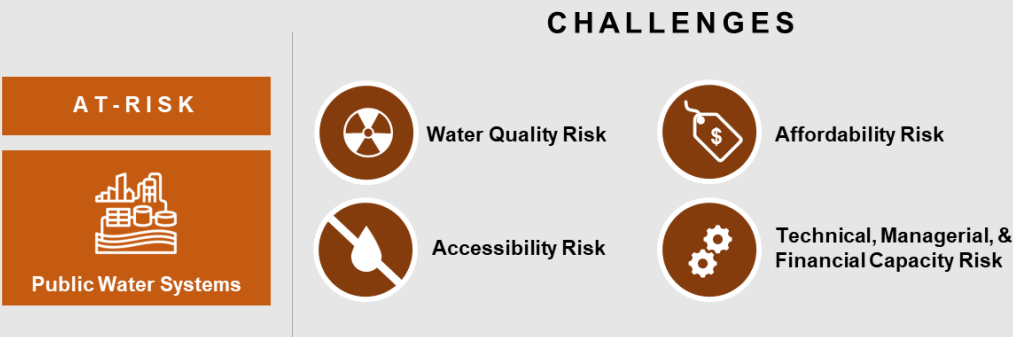 CHALLENGES
AT-RISK
Public Water Systems
Water Quality Risk
$
Affordability Risk
Accessibility Risk
Technical, Managerial, &
Financial Capacity Risk